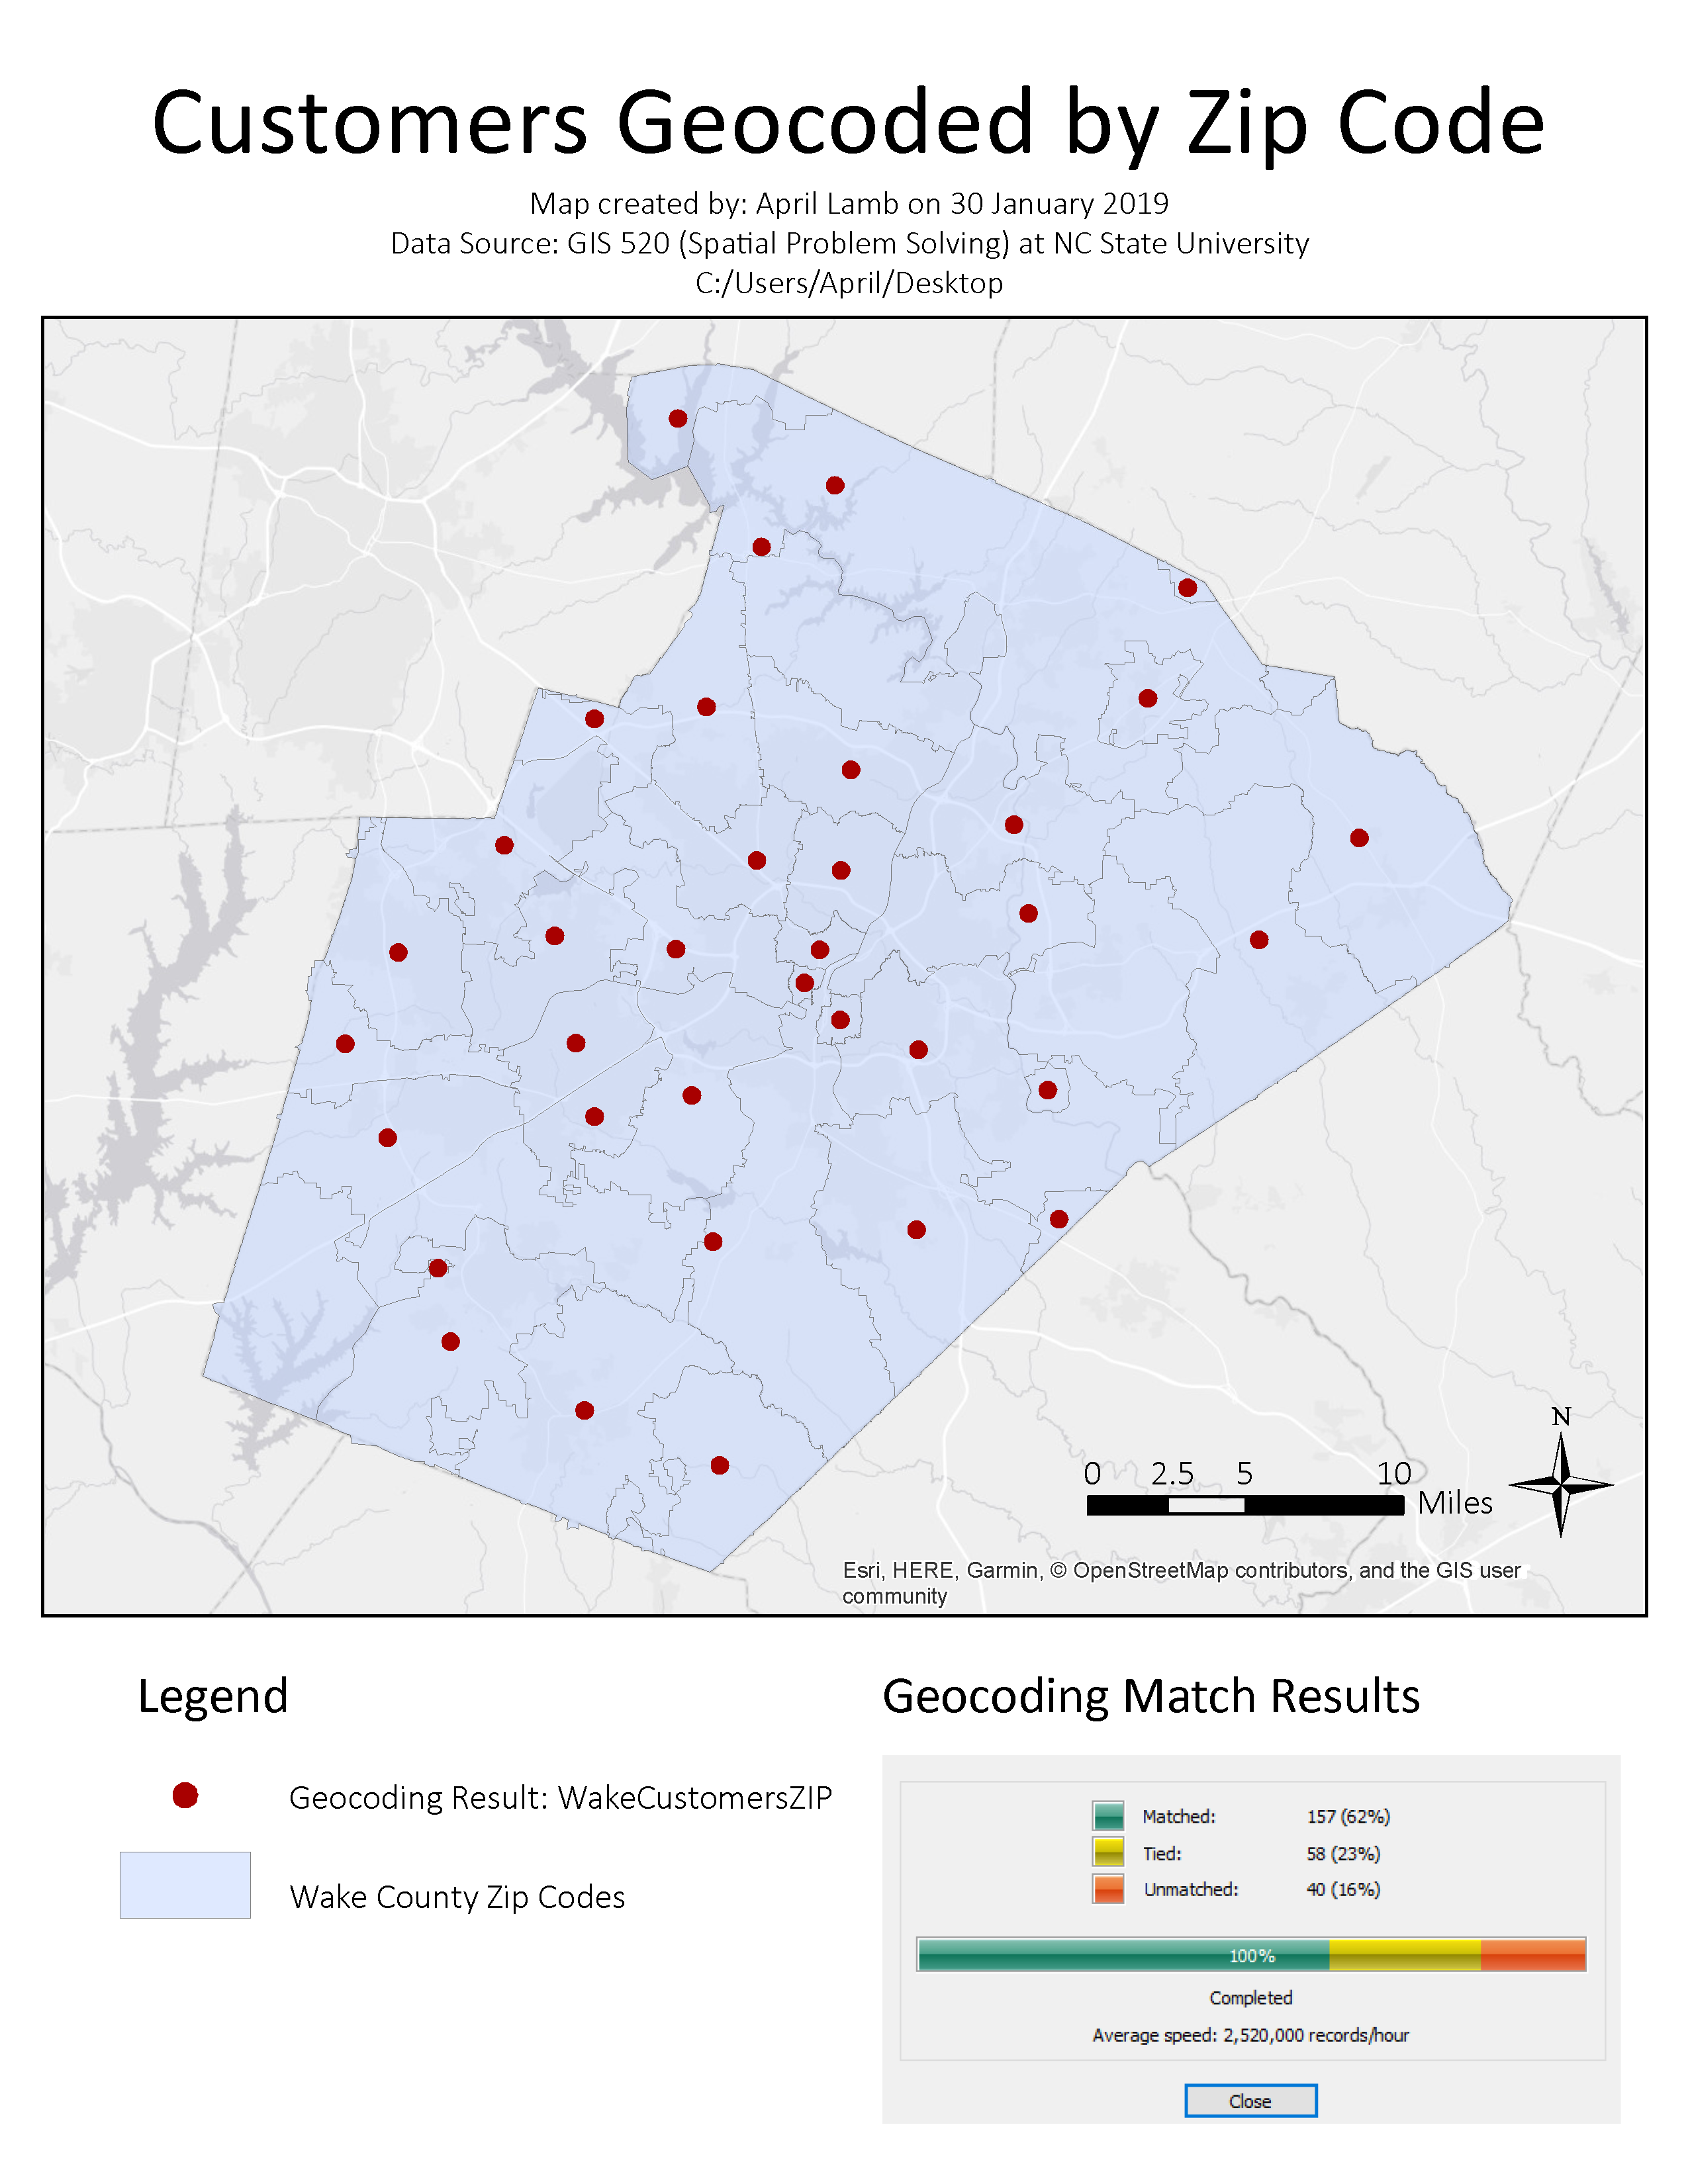 Customers Geocoded by Zip Code
Map created by: April Lamb on 30 January 2019
Data Source: GIS 520 (Spatial Problem Solving) at NC State University
C:/Users/April/Desktop
N
0 2.5 5 10
Miles
Esri, HERE, Garmin, © OpenStreetMap contributors, and the GIS user
community
Legend
Geocoding Result: WakeCustomersZIP
Wake County Zip Codes
Geocoding Match Results
Matched: 157 (62%)
Tied: 58 (23%)
Unmatched: 40 (16%)
100%
Completed
Average speed: 2,520,000 records/hour
Close